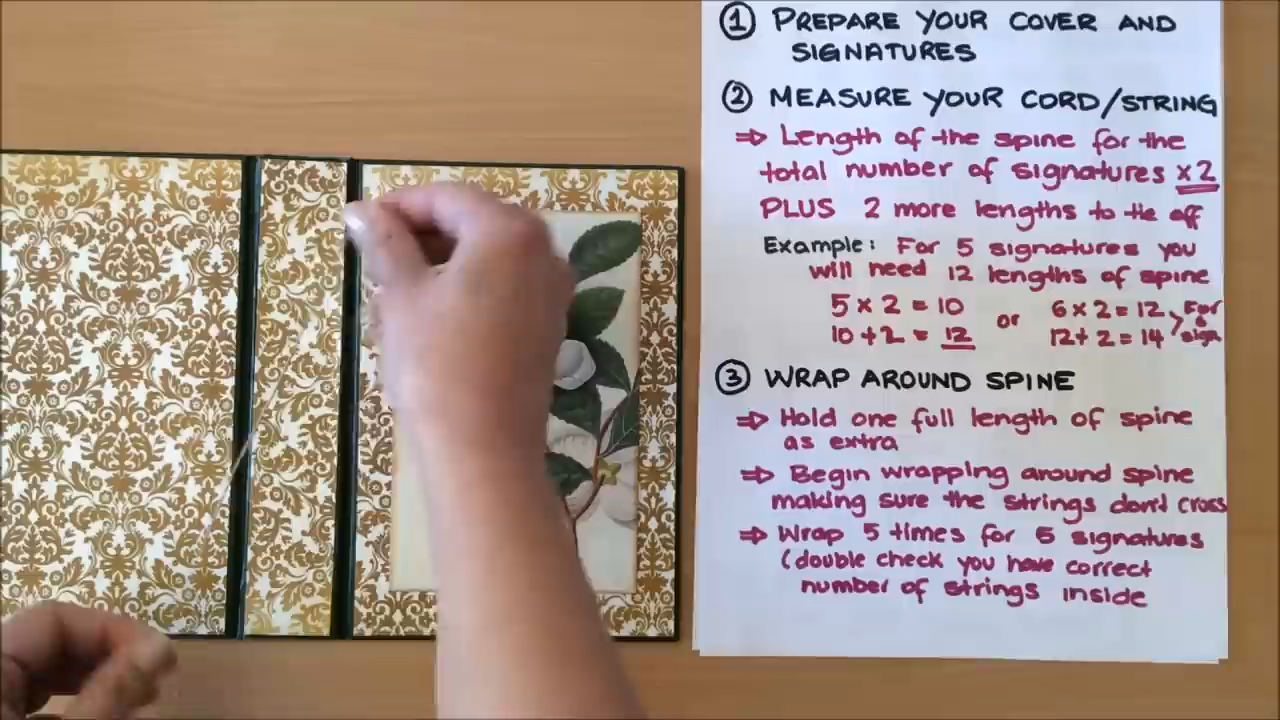 ① PREPARE YOUR COVER AND
SIGNATURES
② MEASURE YOUR CORD/STRING
⇒ Length of the spine for the
total number of signatures x2
PLUS 2 more lengths to tie off
Example: For 5 signatures you
will need 12 lengths of spine
5 x 2 = 10 or 6 x 2 = 12 > For 6 sign
10 + 2 = 12 12 + 2 = 14
③ WRAP AROUND SPINE
⇒ Hold one full length of spine
as extra
⇒ Begin wrapping around spine
making sure the strings don't cross
⇒ Wrap 5 times for 5 signatures
(double check you have correct
number of strings inside